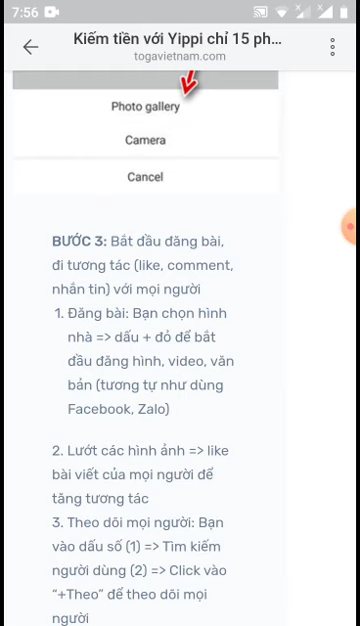 7:56
Kiếm tiền với Yippi chỉ 15 ph...
togavietnam.com
Photo gallery
Camera
Cancel
BƯỚC 3: Bắt đầu đăng bài,
đi tương tác (like, comment,
nhắn tin) với mọi người
1. Đăng bài: Bạn chọn hình
nhà => dấu + đỏ để bắt
đầu đăng hình, video, văn
bản (tương tự như dùng
Facebook, Zalo)
2. Lướt các hình ảnh => like
bài viết của mọi người để
tăng tương tác
3. Theo dõi mọi người: Bạn
vào dấu số (1) => Tìm kiếm
người dùng (2) => Click vào
"+Theo" để theo dõi mọi
người